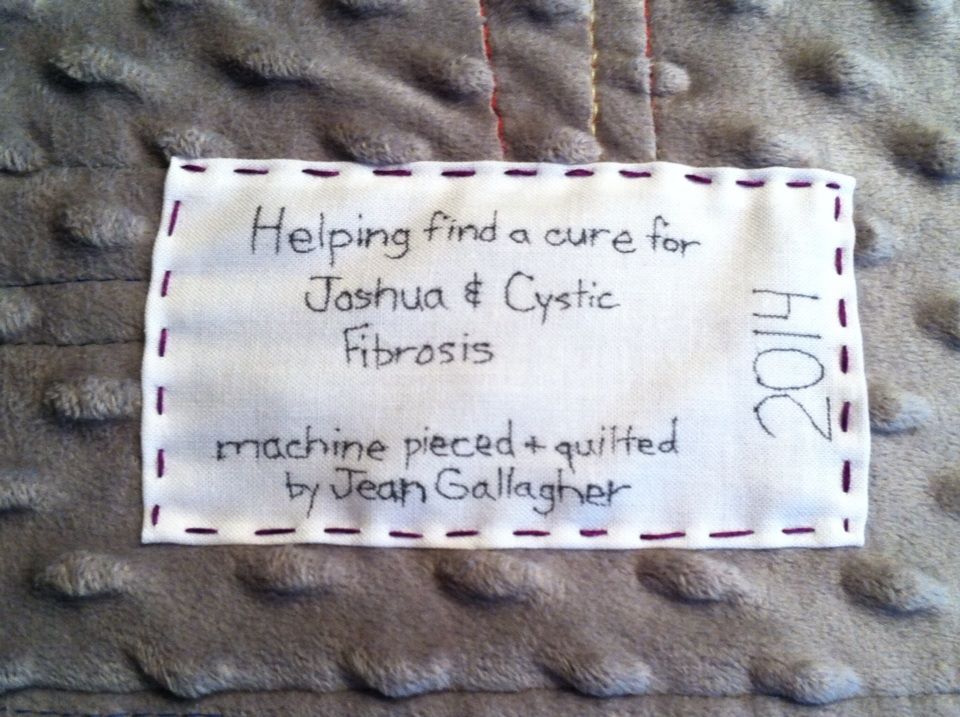 Helping find a cure for
Joshua & Cystic
Fibrosis
machine pieced + quilted
by Jean Gallagher
2014